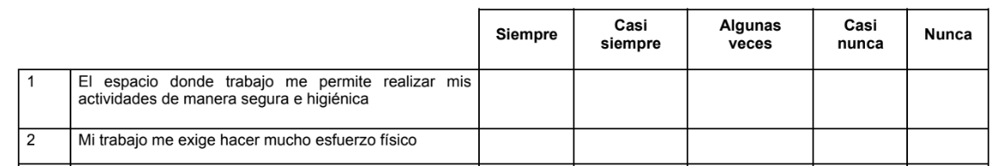 Siempre Casi siempre Algunas veces Casi nunca Nunca
1 El espacio donde trabajo me permite realizar mis
actividades de manera segura e higiénica
2 Mi trabajo me exige hacer mucho esfuerzo físico